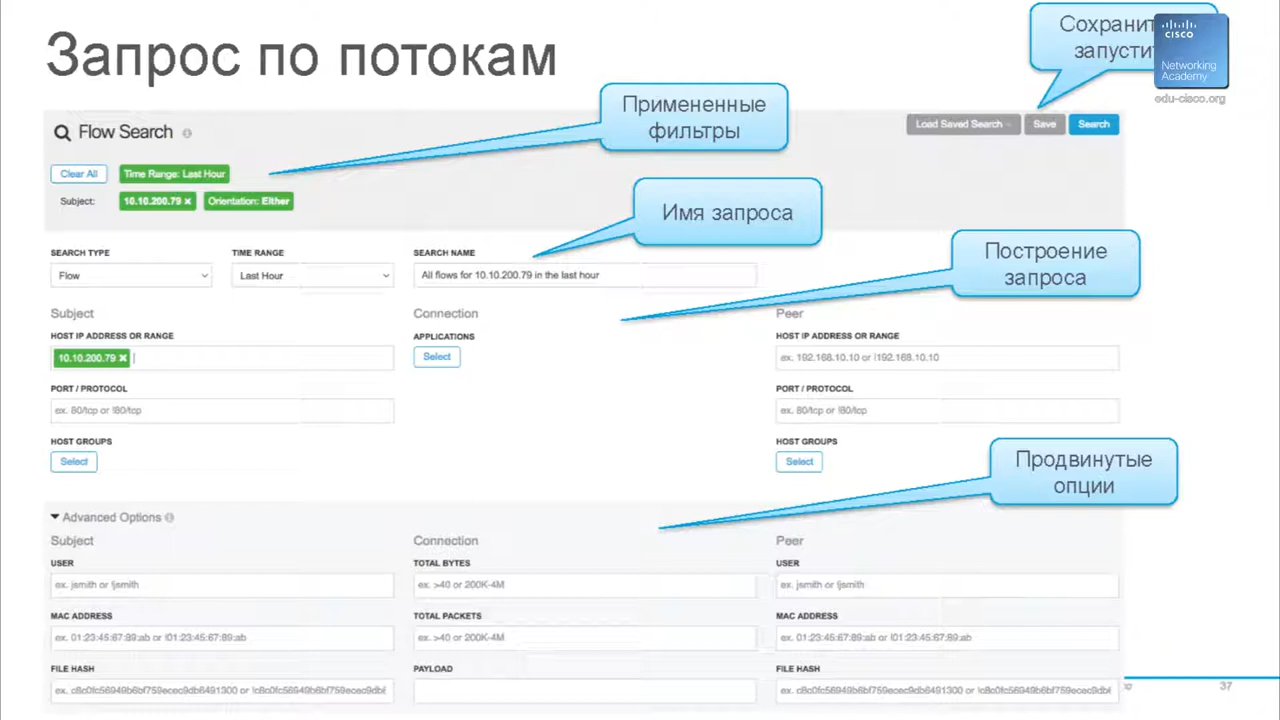 Запрос по потокам
Сохранит
запустит
CISCO
Networking
Academy
edu-cisco.org
Примененные
фильтры
Flow Search
Load Saved Search
Save
Search
Clear All
Time Range: Last Hour
Subject:
10.10.200.79 ×
Orientation: Either
Имя запроса
SEARCH TYPE
TIME RANGE
SEARCH NAME
Flow
Last Hour
All flows for 10.10.200.79 in the last hour
Построение
запроса
Subject
Connection
Peer
HOST IP ADDRESS OR RANGE
APPLICATIONS
HOST IP ADDRESS OR RANGE
10.10.200.79 ×
Select
ex. 192.168.10.10 or !192.168.10.10
PORT / PROTOCOL
PORT / PROTOCOL
ex. 80/tcp or !80/tcp
ex. 80/tcp or !80/tcp
HOST GROUPS
HOST GROUPS
Select
Select
Продвинутые
опции
Advanced Options
Subject
Connection
Peer
USER
TOTAL BYTES
USER
ex. jsmith or !jsmith
ex. >40 or 200K-4M
ex. jsmith or !jsmith
MAC ADDRESS
TOTAL PACKETS
MAC ADDRESS
ex. 01:23:45:67:89:ab or !01:23:45:67:89:ab
ex. >40 or 200K-4M
ex. 01:23:45:67:89:ab or !01:23:45:67:89:ab
FILE HASH
PAYLOAD
FILE HASH
ex. c8c0fc56949b6bf759ecec9db6491300 or
ex. c8c0fc56949b6bf759ecec9db6491300 or
37